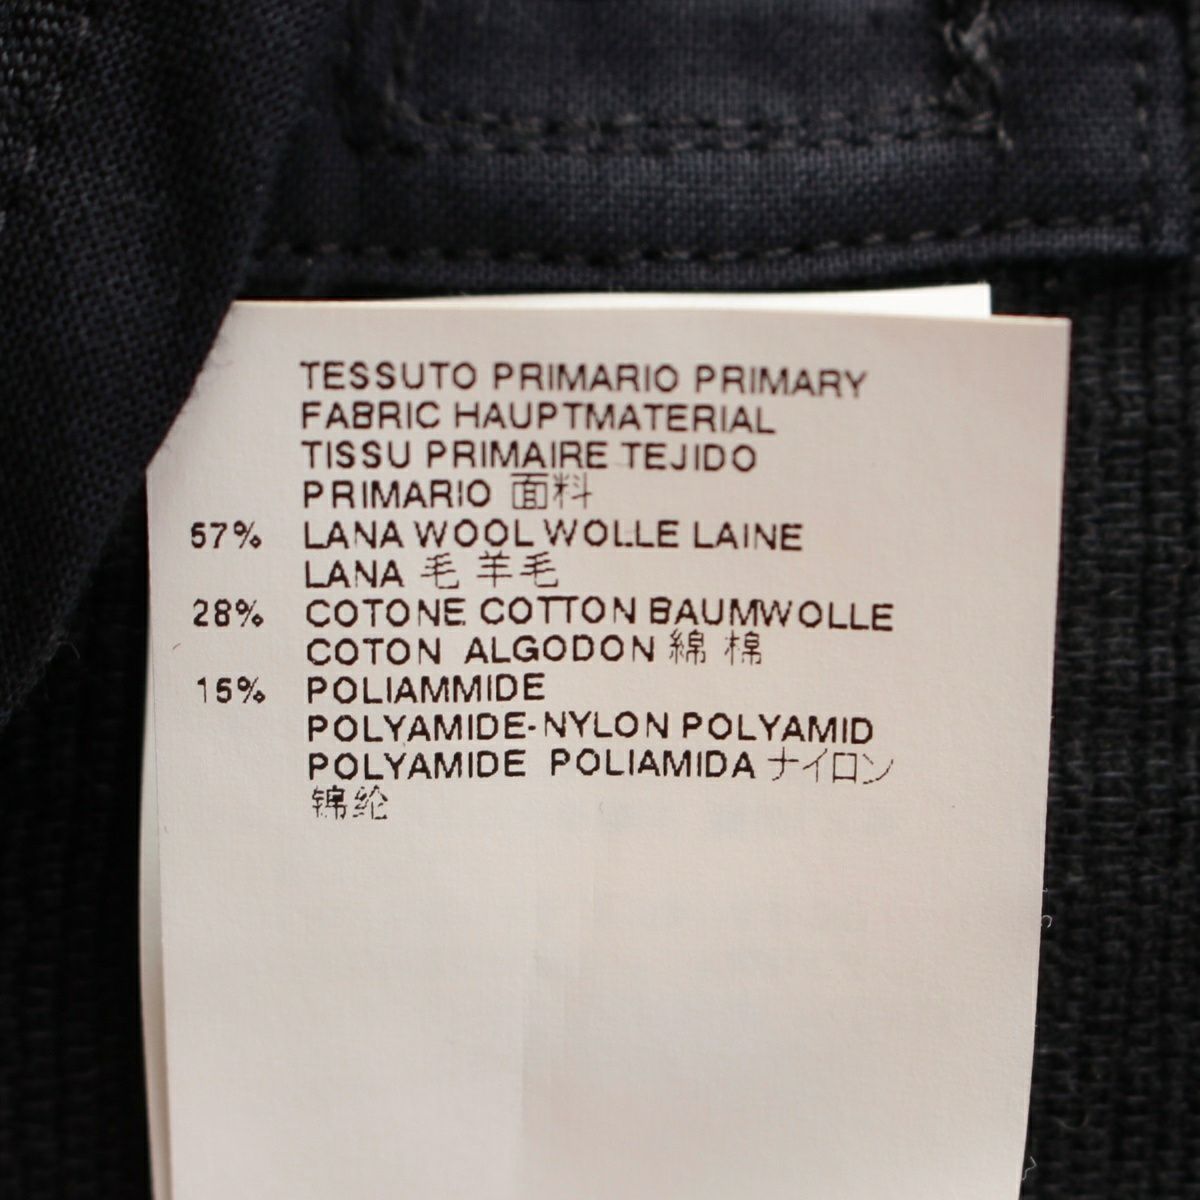 TESSUTO PRIMARIO PRIMARY
FABRIC HAUPTMATERIAL
TISSU PRIMAIRE TEJIDO
PRIMARIO 面料
57% LANA WOOL WOLLE LAINE
LANA 毛 羊毛
28% COTONE COTTON BAUMWOLLE
COTON ALGODON 綿 棉
15% POLIAMMIDE
POLYAMIDE-NYLON POLYAMID
POLYAMIDE POLIAMIDA ナイロン
锦纶